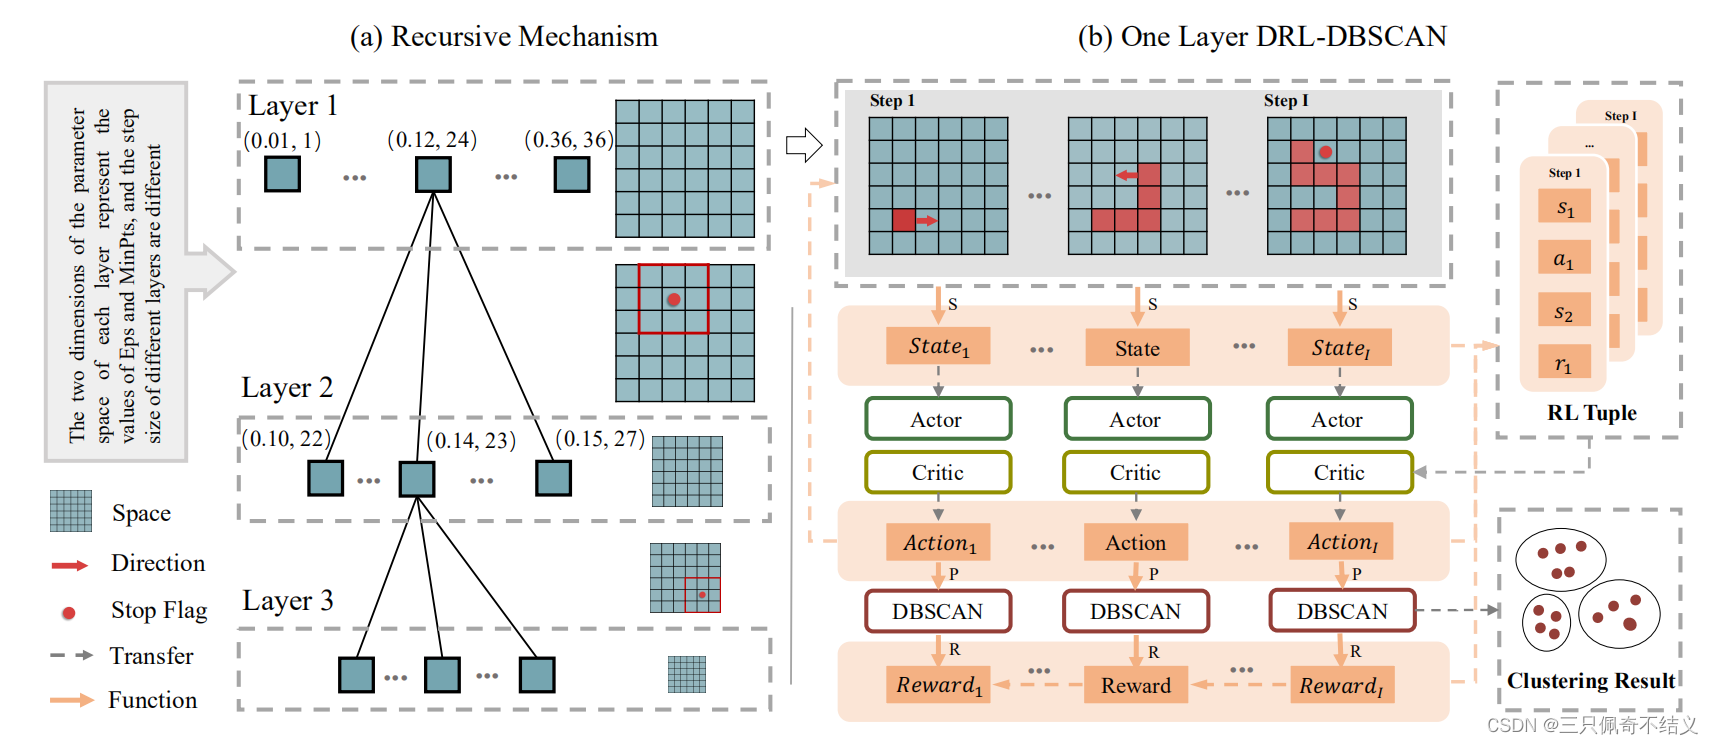 (a) Recursive Mechanism
(b) One Layer DRL-DBSCAN
The two dimensions of the parameter
space of each layer represent the
values of Eps and MinPts, and the step
size of different layers are different
Space
Direction
Stop Flag
Transfer
Function
Layer 1
(0.01, 1)
(0.12, 24)
(0.36, 36)
...
...
Layer 2
(0.10, 22)
(0.14, 23)
(0.15, 27)
...
...
Layer 3
...
...
Step 1
Step I
...
...
S
S
S
State₁
...
State
...
State_I
Actor
Actor
Actor
Critic
Critic
Critic
Action₁
...
Action
...
Action_I
P
P
P
DBSCAN
DBSCAN
DBSCAN
R
R
R
Reward₁
...
Reward
...
Reward_I
Step I
...
Step 1
s₁
a₁
s₂
r₁
RL Tuple
Clustering Result
CSDN @三只佩奇不结义